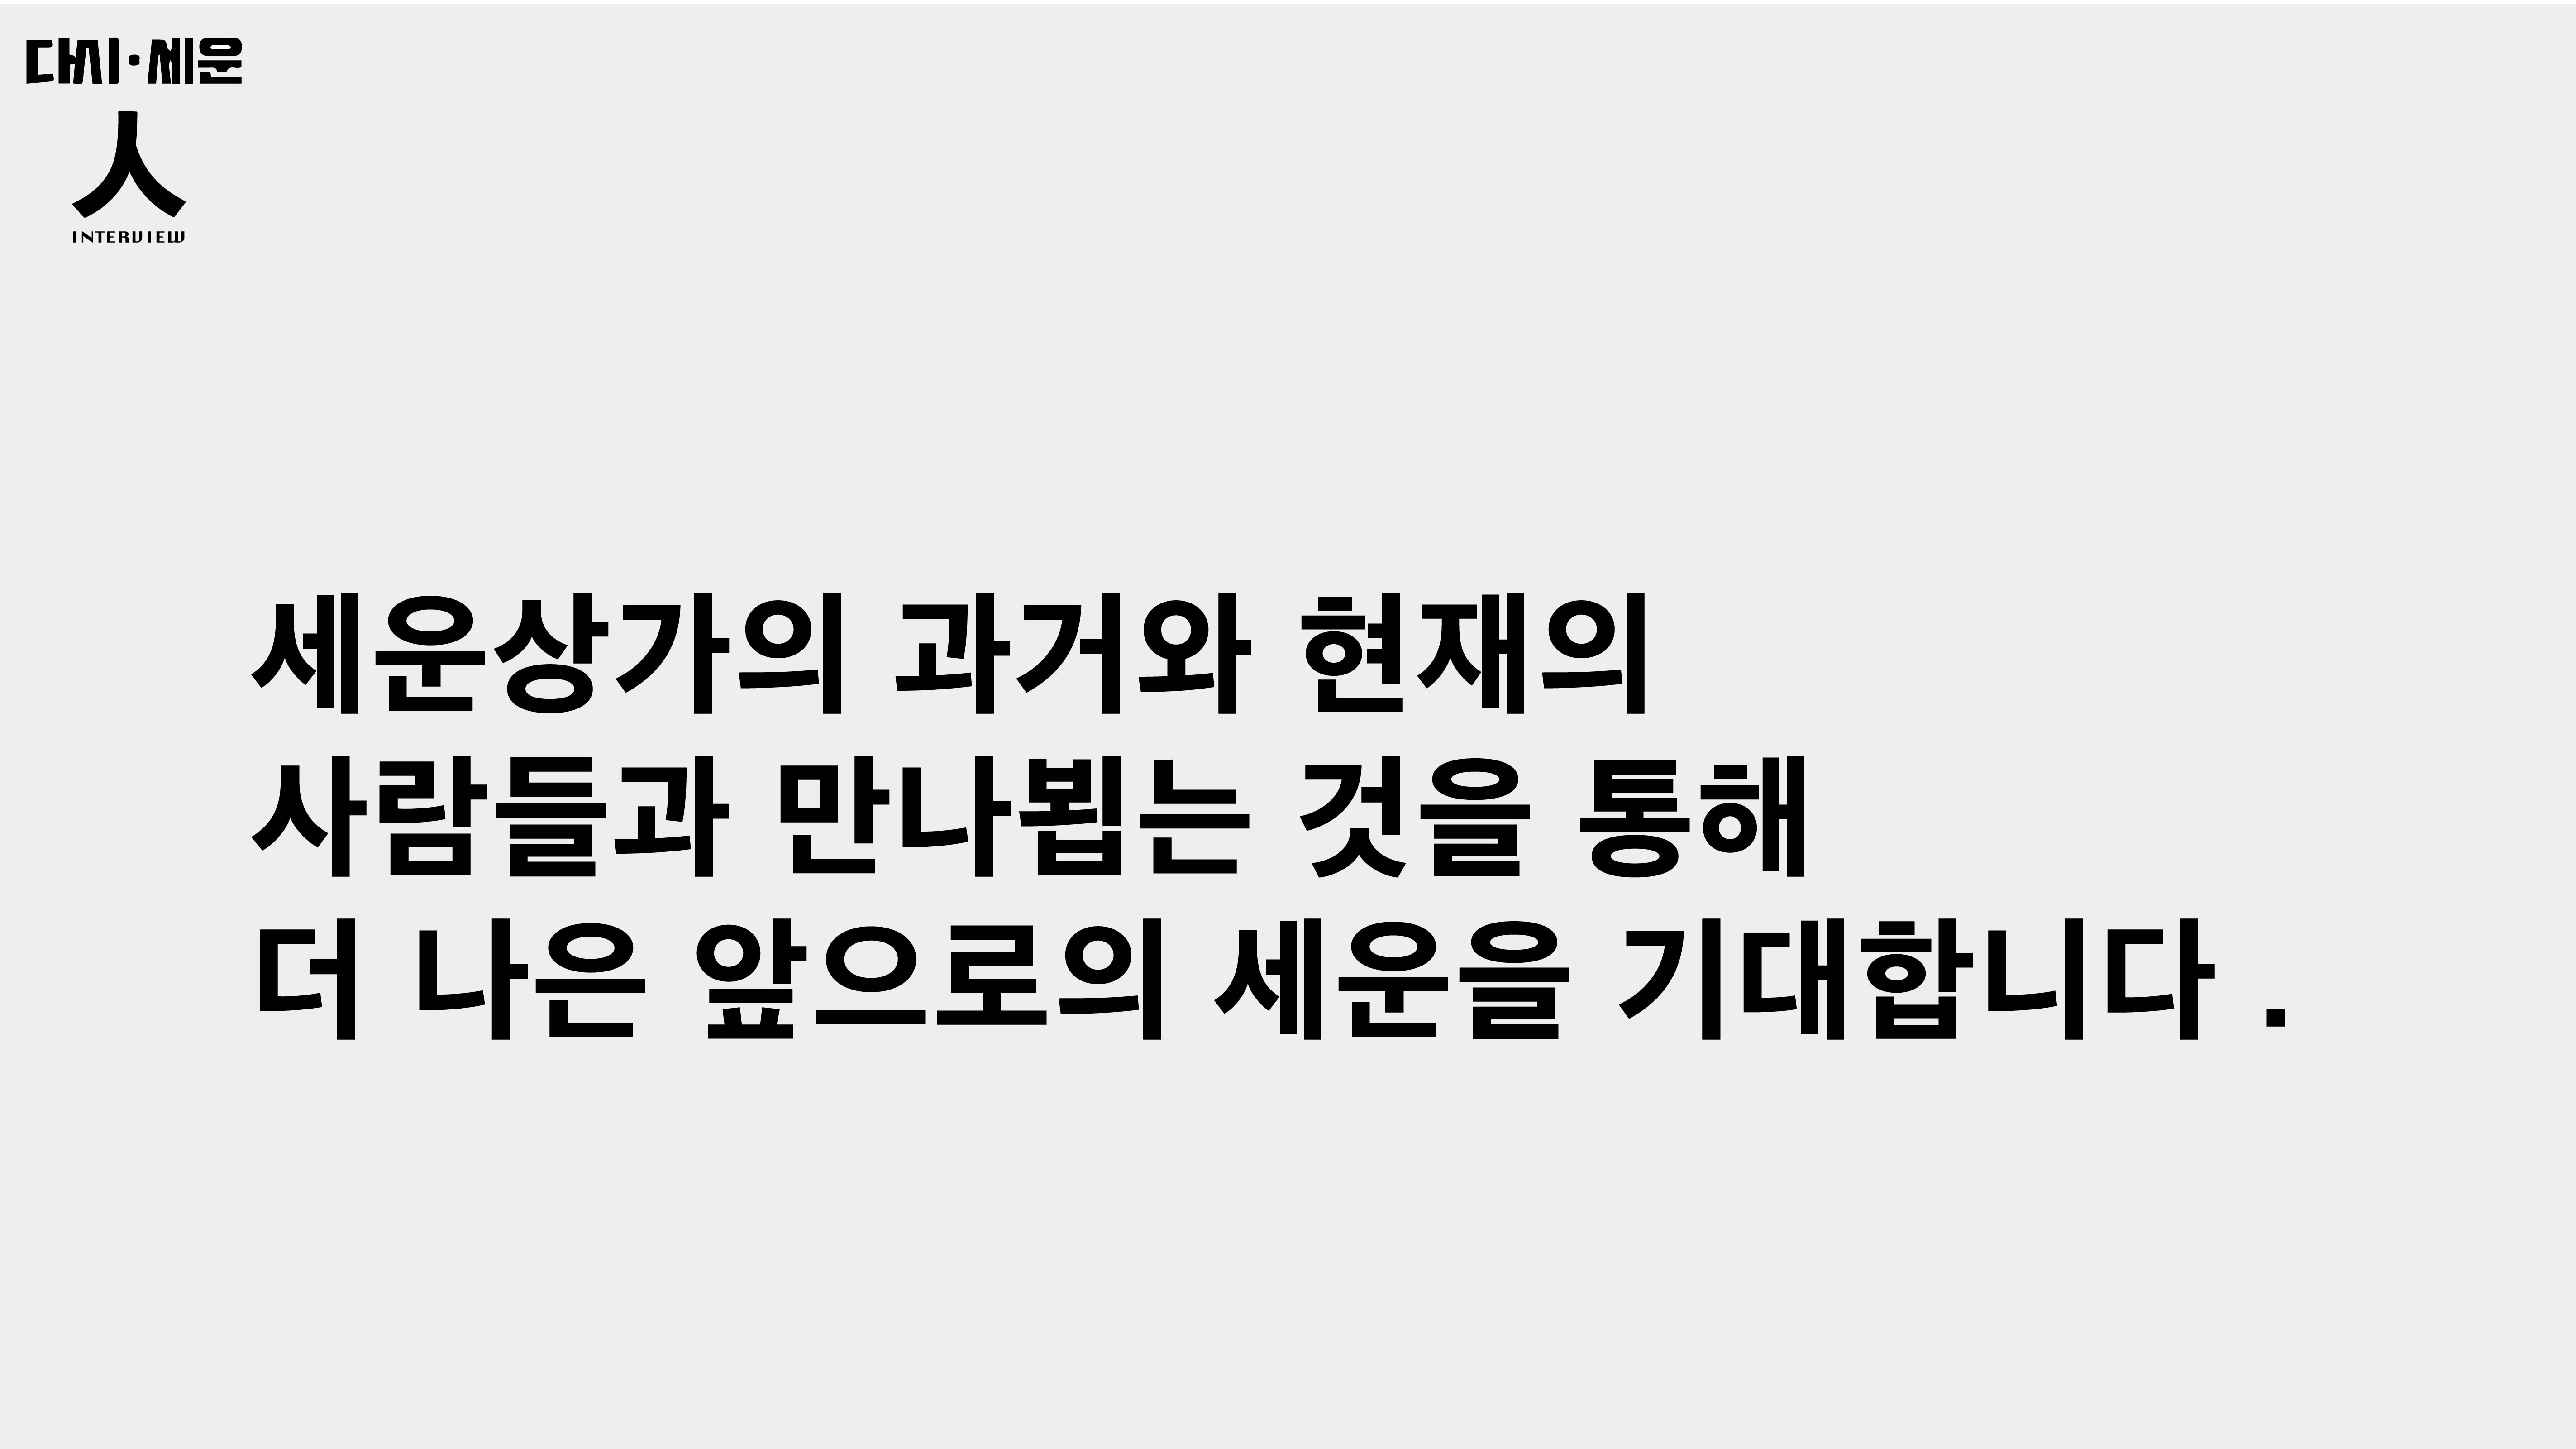 대시·세운
人
INTERVIEW
세운상가의 과거와 현재의
사람들과 만나뵙는 것을 통해
더 나은 앞으로의 세운을 기대합니다 .